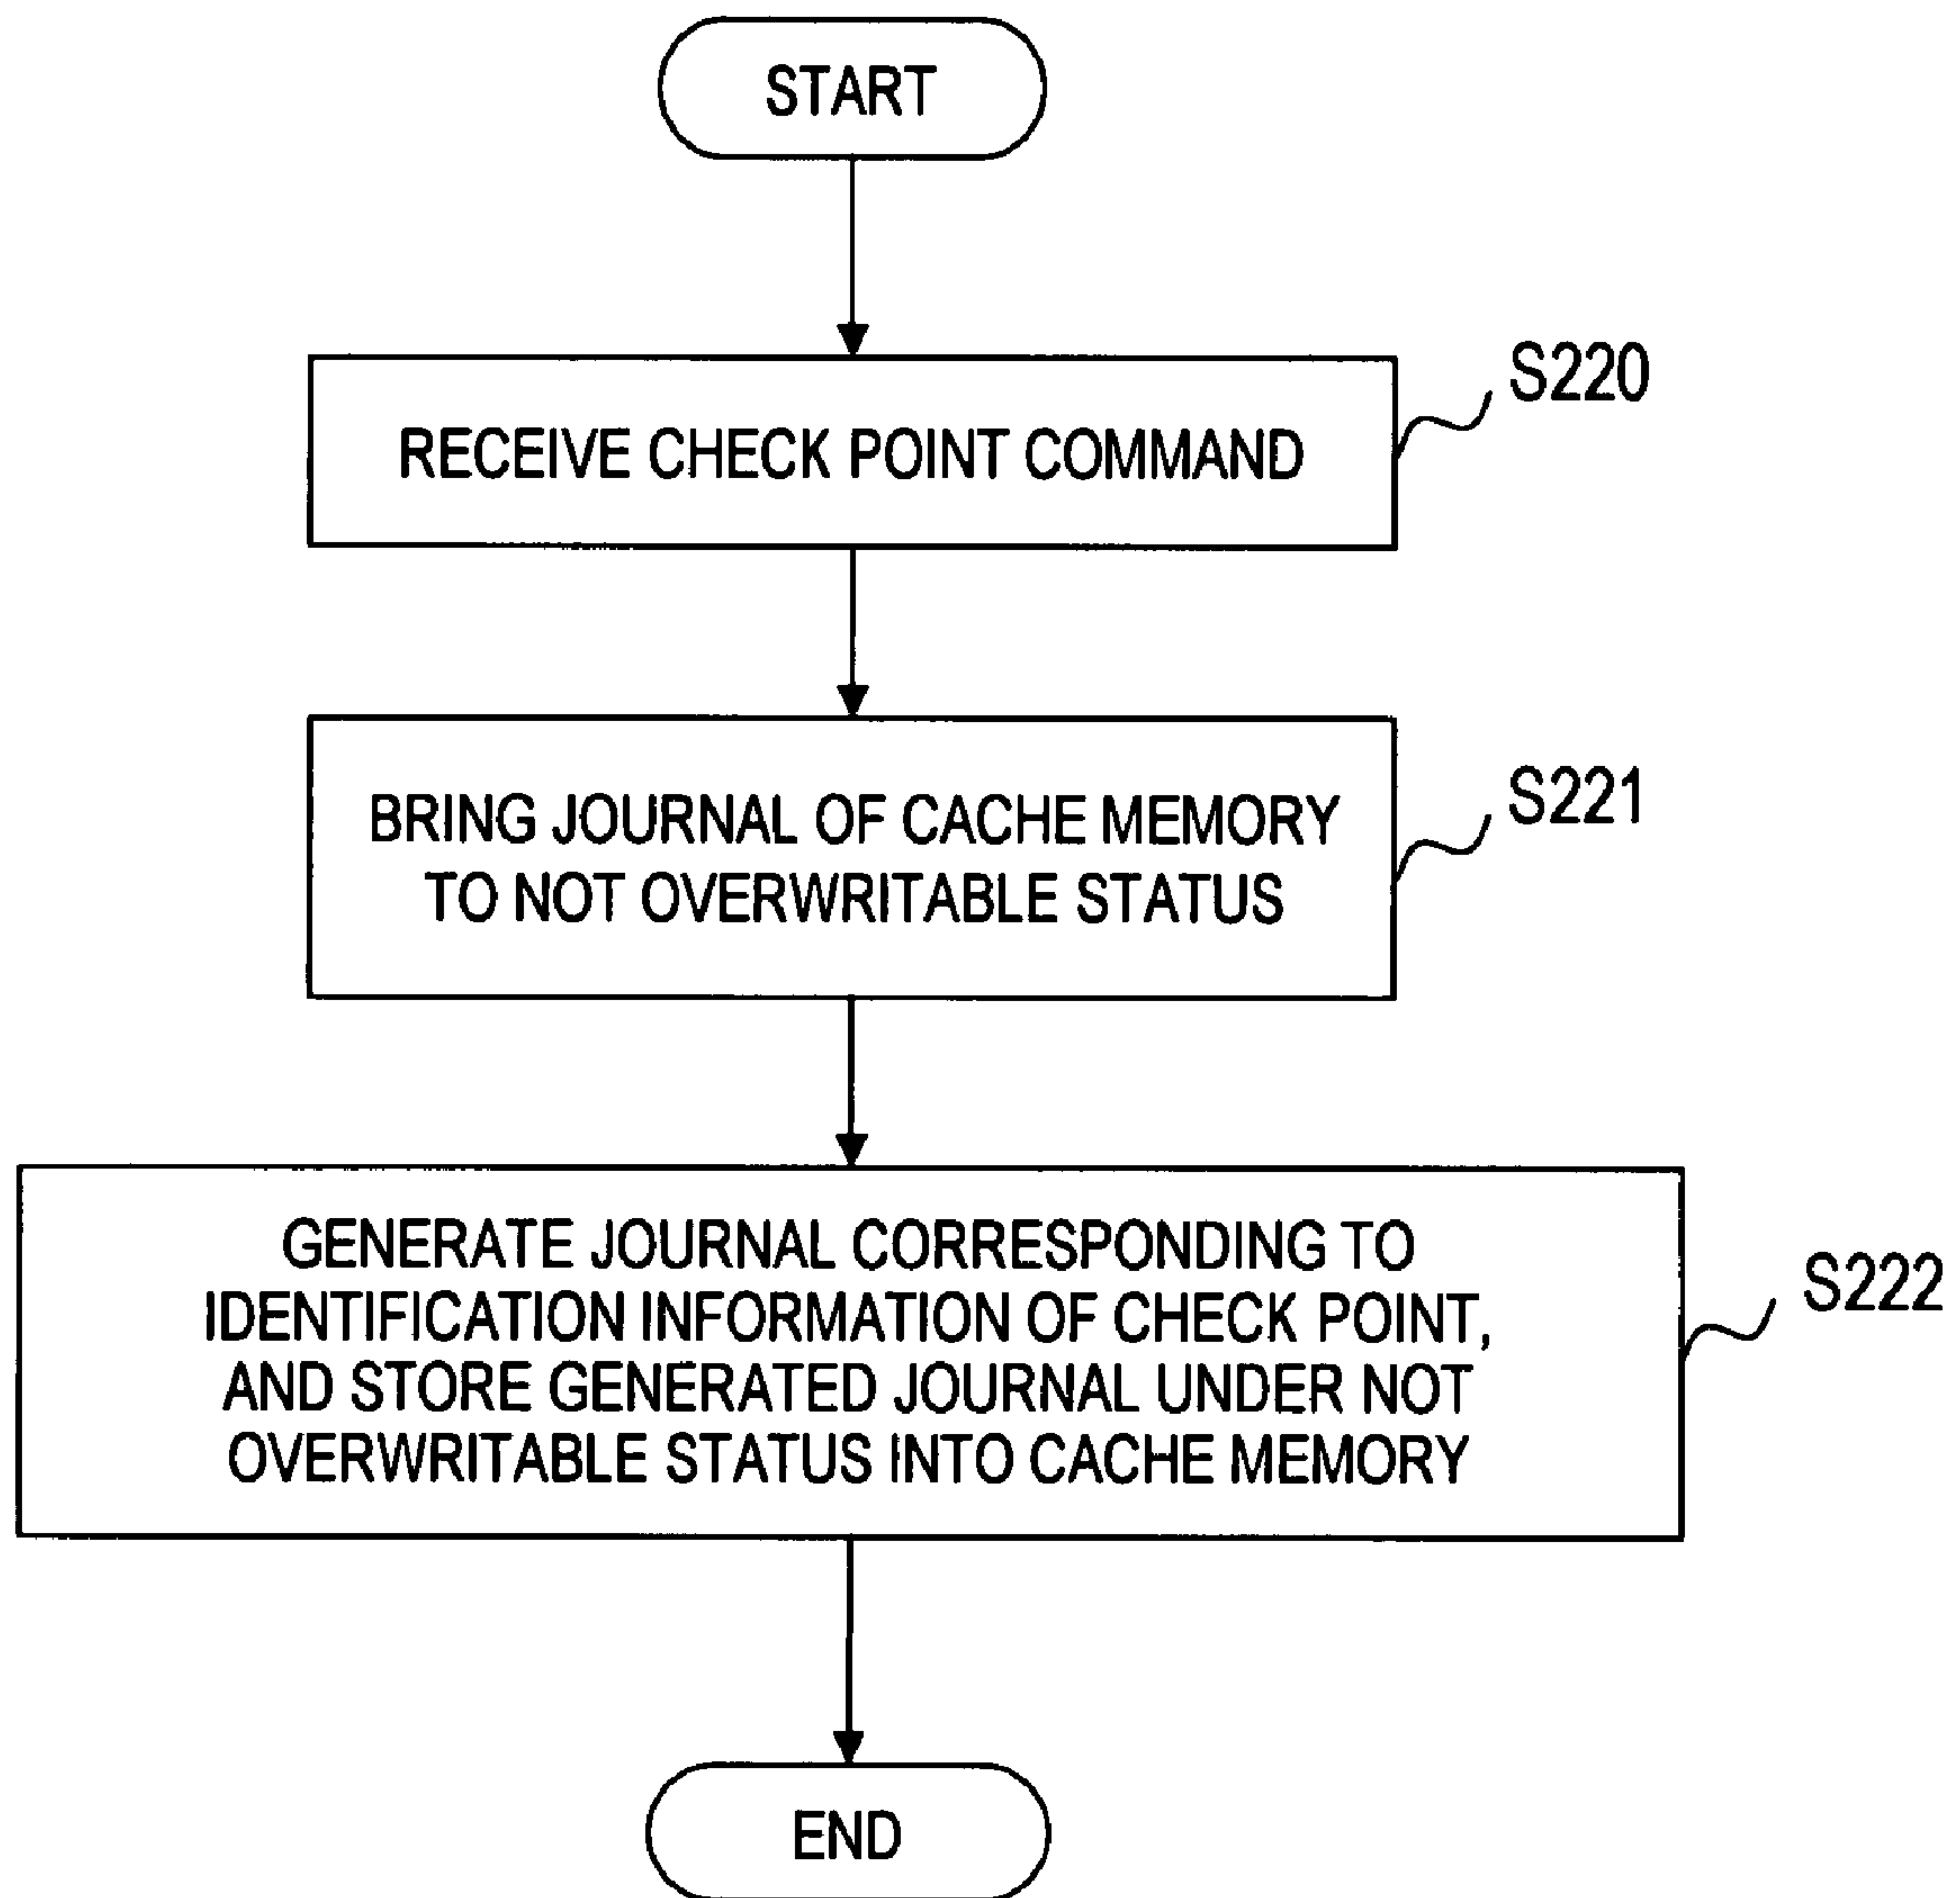 START
RECEIVE CHECK POINT COMMAND
S220
BRING JOURNAL OF CACHE MEMORY
TO NOT OVERWRITABLE STATUS
S221
GENERATE JOURNAL CORRESPONDING TO
IDENTIFICATION INFORMATION OF CHECK POINT,
AND STORE GENERATED JOURNAL UNDER NOT
OVERWRITABLE STATUS INTO CACHE MEMORY
S222
END